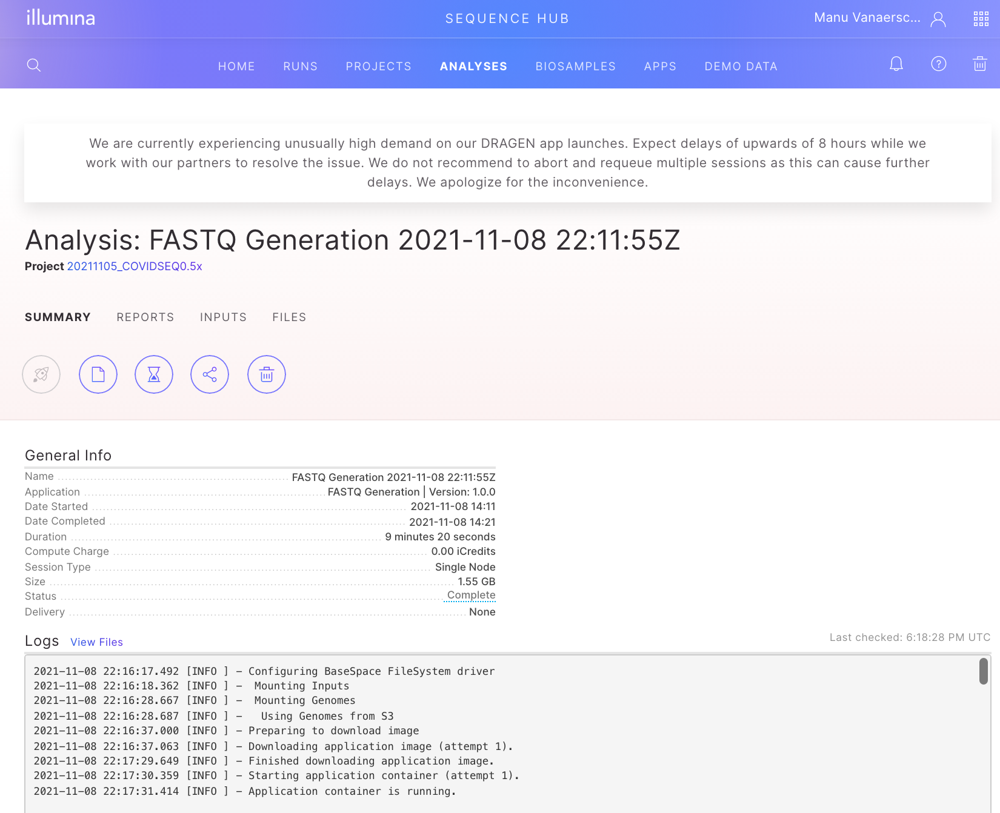 illumina
SEQUENCE HUB
Manu Vanaersc...
HOME RUNS PROJECTS ANALYSES BIOSAMPLES APPS DEMO DATA
We are currently experiencing unusually high demand on our DRAGEN app launches. Expect delays of upwards of 8 hours while we
work with our partners to resolve the issue. We do not recommend to abort and requeue multiple sessions as this can cause further
delays. We apologize for the inconvenience.
Analysis: FASTQ Generation 2021-11-08 22:11:55Z
Project 20211105_COVIDSEQ0.5x
SUMMARY REPORTS INPUTS FILES
General Info
Name FASTQ Generation 2021-11-08 22:11:55Z
Application FASTQ Generation | Version: 1.0.0
Date Started 2021-11-08 14:11
Date Completed 2021-11-08 14:21
Duration 9 minutes 20 seconds
Compute Charge 0.00 iCredits
Session Type Single Node
Size 1.55 GB
Status Complete
Delivery None
Logs View Files
Last checked: 6:18:28 PM UTC
2021-11-08 22:16:17.492 [INFO ] - Configuring BaseSpace FileSystem driver
2021-11-08 22:16:18.362 [INFO ] -  Mounting Inputs
2021-11-08 22:16:28.667 [INFO ] -  Mounting Genomes
2021-11-08 22:16:28.687 [INFO ] -   Using Genomes from S3
2021-11-08 22:16:37.000 [INFO ] - Preparing to download image
2021-11-08 22:16:37.063 [INFO ] - Downloading application image (attempt 1).
2021-11-08 22:17:29.649 [INFO ] - Finished downloading application image.
2021-11-08 22:17:30.359 [INFO ] - Starting application container (attempt 1).
2021-11-08 22:17:31.414 [INFO ] - Application container is running.